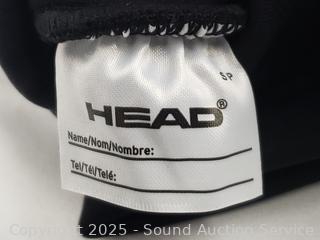 SP
HEAD®
Name/Nom/Nombre:
Tel/Tél/Telé:
Copyright 2025 - Sound Auction Service